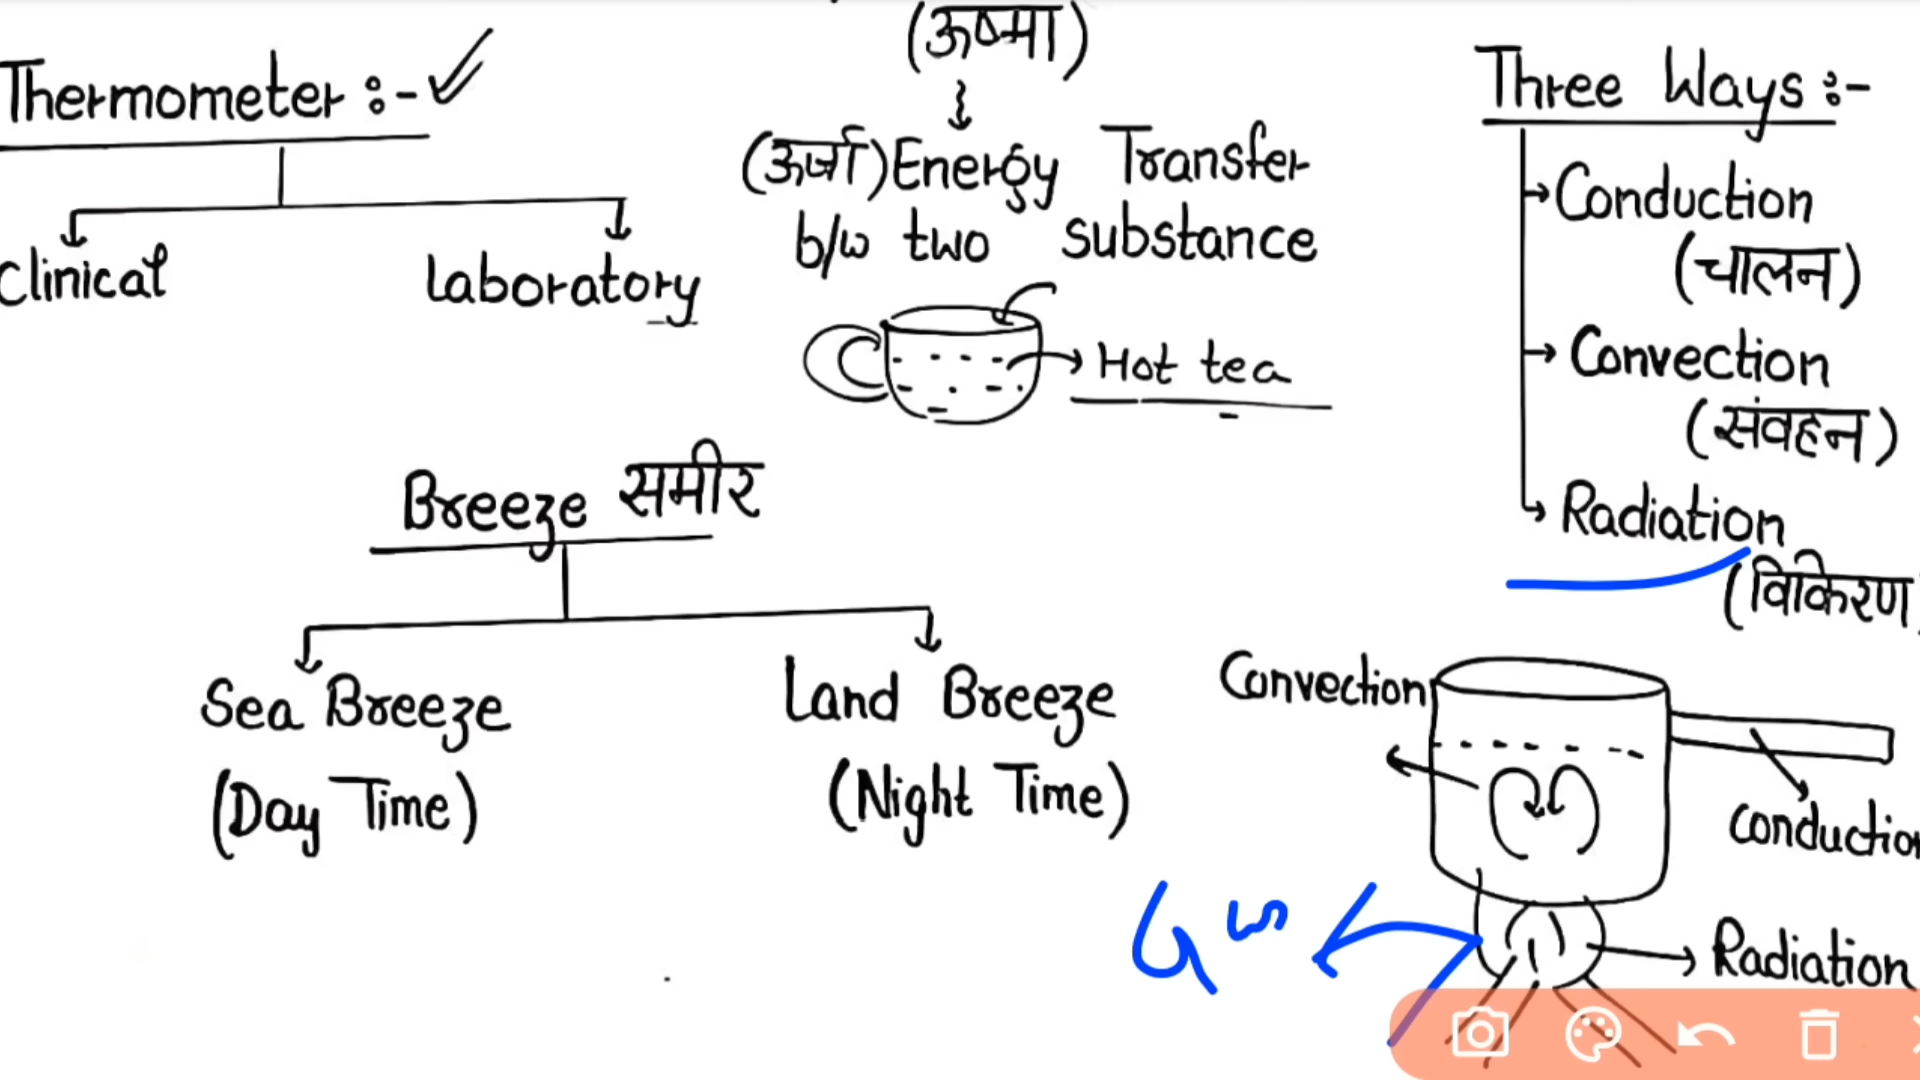 Thermometer :-
Clinical
laboratory
(ऊष्मा)
(ऊर्जा) Energy Transfer
b/w two substance
Hot tea
Three Ways :-
Conduction
(चालन)
Convection
(संवहन)
Radiation
(विकिरण)
Breeze समीर
Sea Breeze
(Day Time)
Land Breeze
(Night Time)
Convection
conduction
Radiation